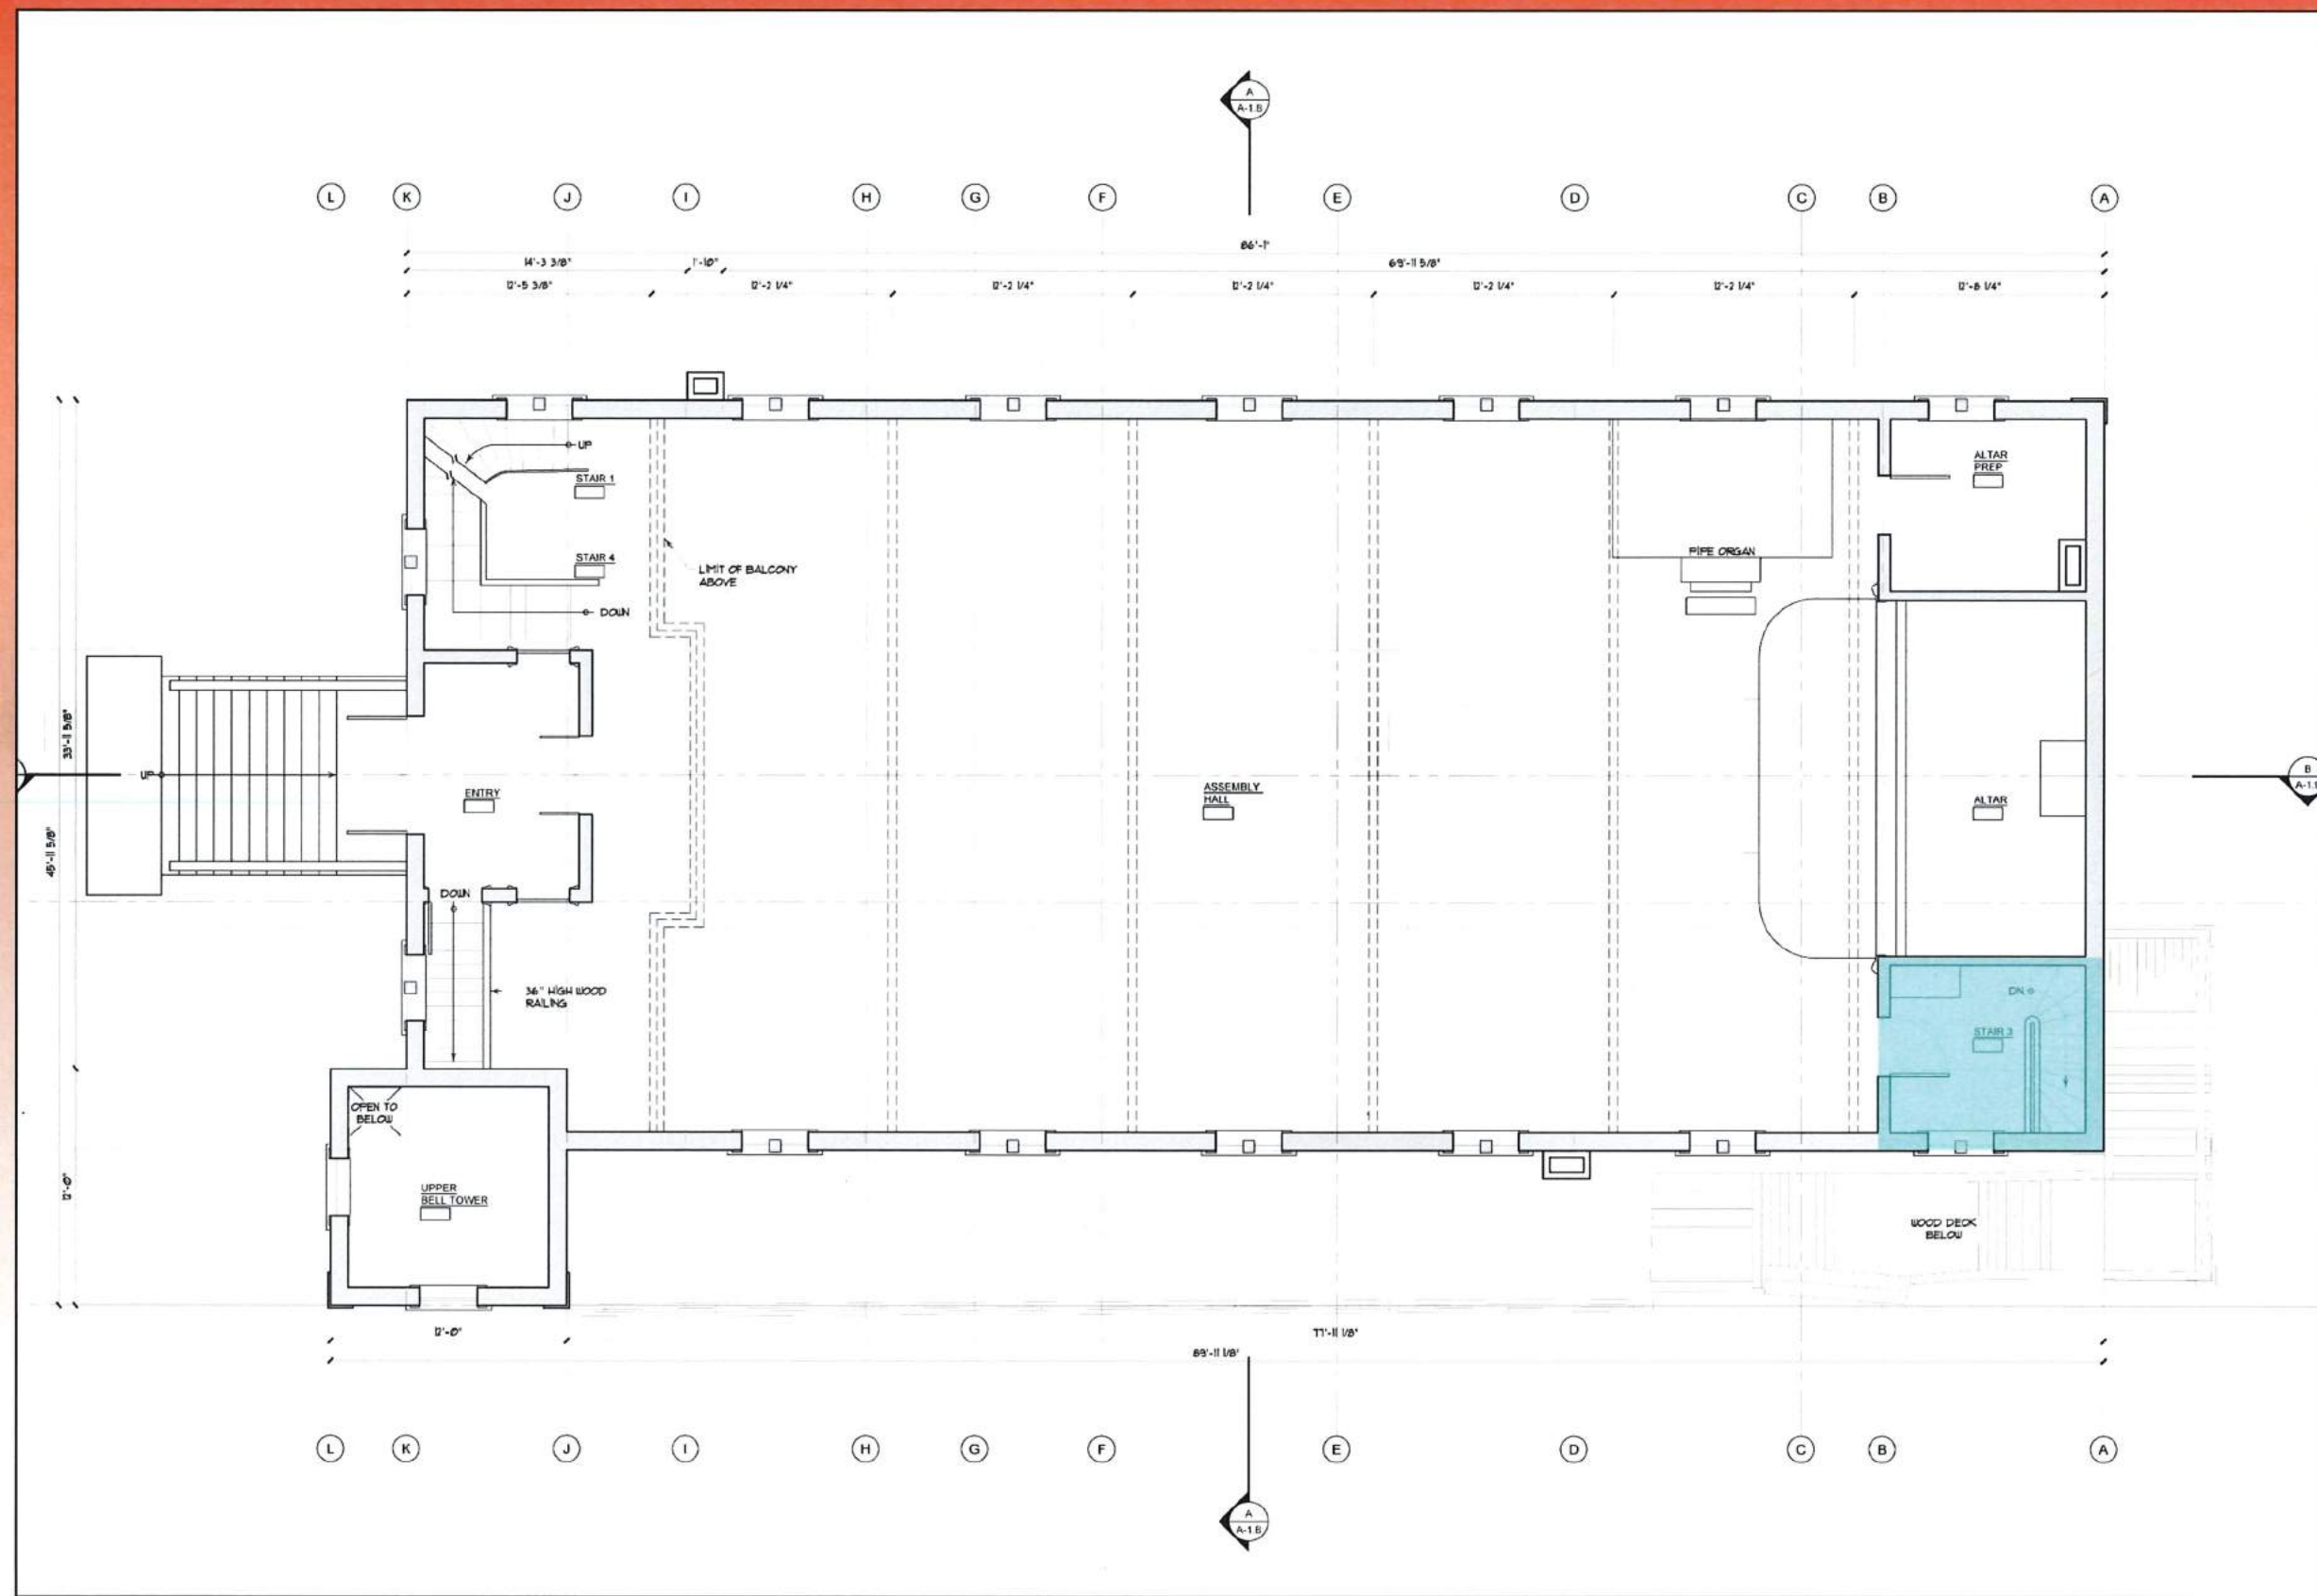 A
A-1.B
L K J I H G F E D C B A
86'-1"
14'-3 3/8" 1'-10" 69'-11 5/8"
12'-5 3/8" 12'-2 1/4" 12'-2 1/4" 12'-2 1/4" 12'-2 1/4" 12'-2 1/4" 12'-8 1/4"
UP
STAIR 1
STAIR 4
DOWN
LIMIT OF BALCONY
ABOVE
PIPE ORGAN
ALTAR
PREP
33'-11 5/8"
45'-11 5/8"
12'-0"
UP
ENTRY
ASSEMBLY
HALL
ALTAR
B
DOWN
36" HIGH WOOD
RAILING
DN
STAIR 3
OPEN TO
BELOW
UPPER
BELL TOWER
WOOD DECK
BELOW
12'-0" 77'-11 1/8"
89'-11 1/8"
L K J I H G F E D C B A
A
A-1.B